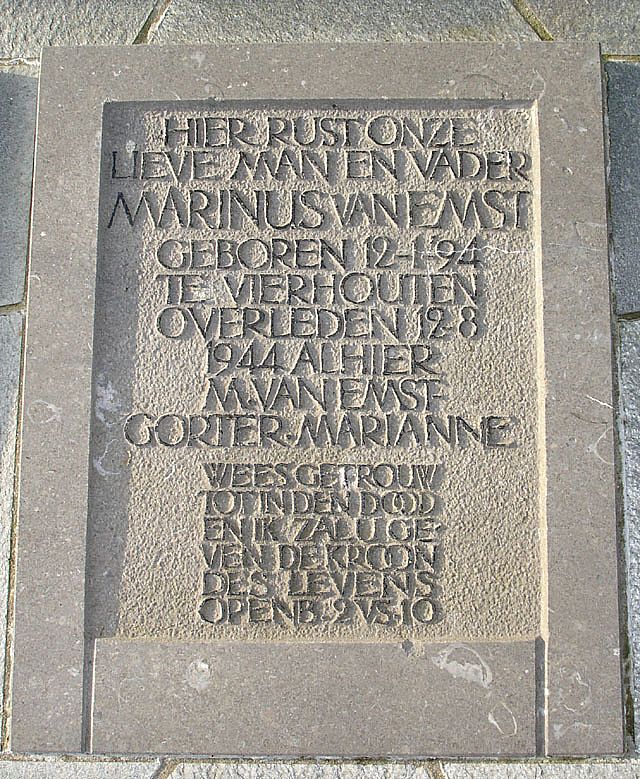 HIER RUST ONZE
LIEVE MAN EN VADER
MARINUS VAN EMST
GEBOREN 12-1-94
TE VIERHOUTEN
OVERLEDEN 12-8
1944 ALHIER
M. VAN EMST-
GORTER·MARIANNE
WEES GETROUW
TOT IN DEN DOOD
EN IK ZAL U GE-
VEN DE KROON
DES LEVENS
OPENB. 2 VS. 10